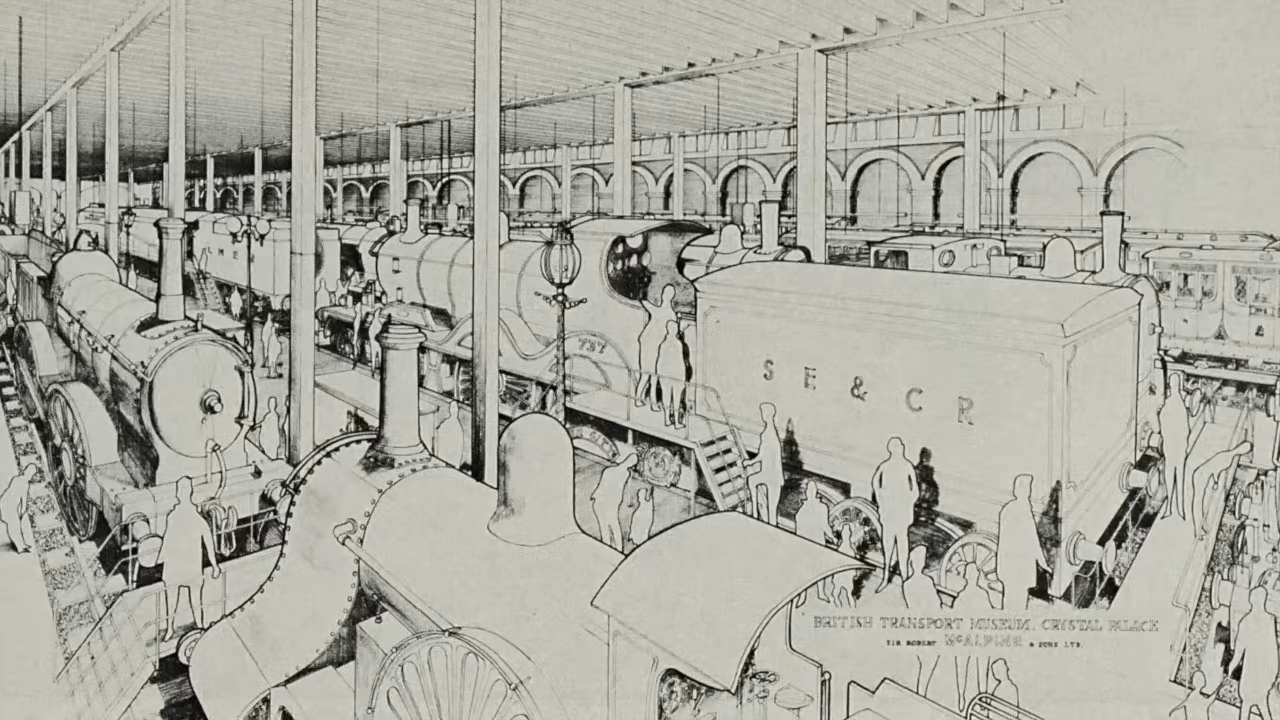 737
SE & CR
BRITISH TRANSPORT MUSEUM, CRYSTAL PALACE
SIR ROBERT McALPINE & SONS LTD.